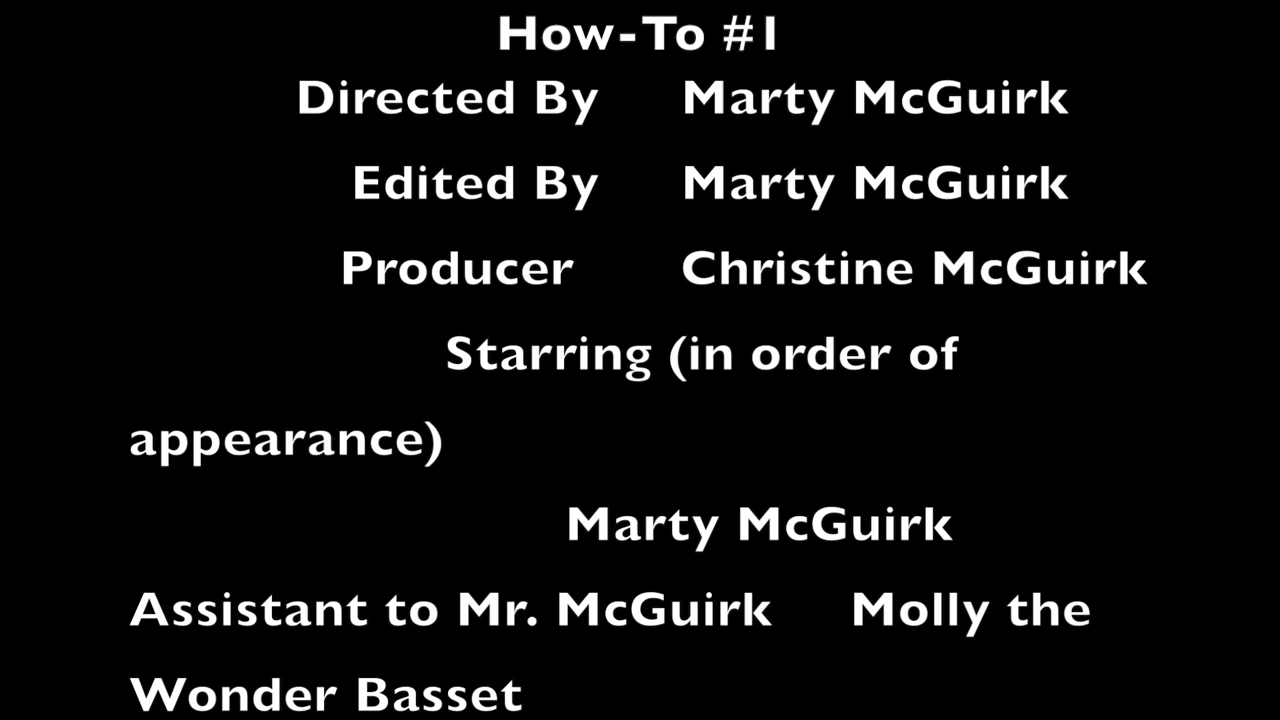 How-To #1
Directed By Marty McGuirk
Edited By Marty McGuirk
Producer Christine McGuirk
Starring (in order of
appearance)
Marty McGuirk
Assistant to Mr. McGuirk Molly the
Wonder Basset